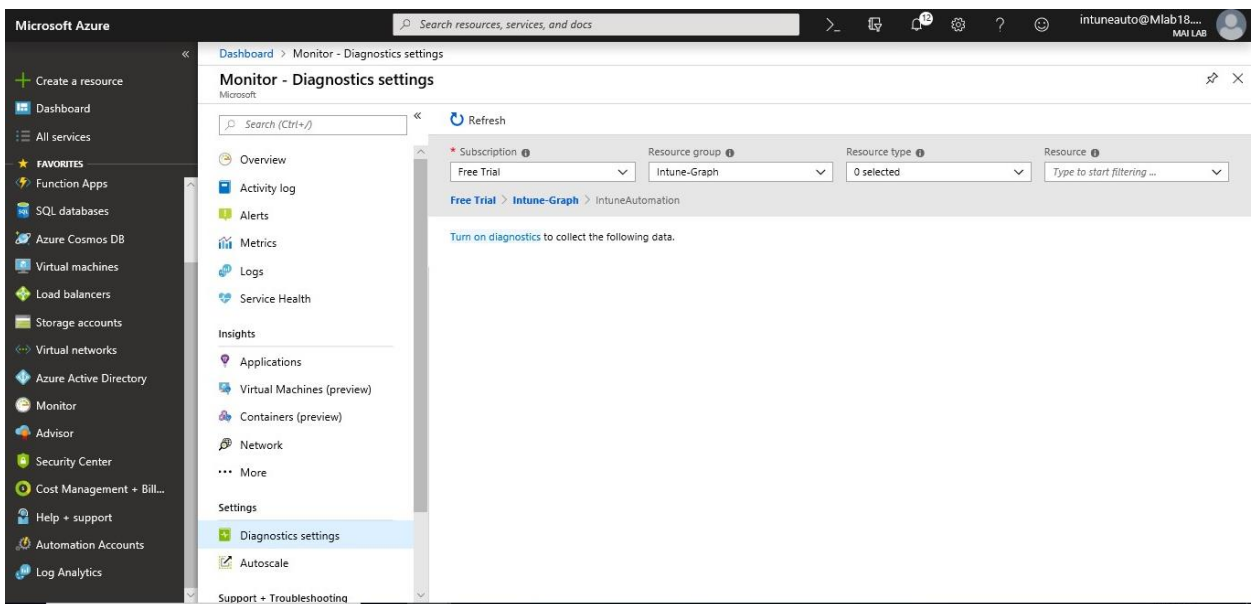 Microsoft Azure
Search resources, services, and docs
12
intuneauto@Mlab18....
MAI LAB
Create a resource
Dashboard
All services
FAVORITES
Function Apps
SQL databases
Azure Cosmos DB
Virtual machines
Load balancers
Storage accounts
Virtual networks
Azure Active Directory
Monitor
Advisor
Security Center
Cost Management + Bill...
Help + support
Automation Accounts
Log Analytics
Dashboard > Monitor - Diagnostics settings
Monitor - Diagnostics settings
Microsoft
Search (Ctrl+/)
Overview
Activity log
Alerts
Metrics
Logs
Service Health
Insights
Applications
Virtual Machines (preview)
Containers (preview)
Network
More
Settings
Diagnostics settings
Autoscale
Support + Troubleshooting
Refresh
* Subscription Resource group Resource type Resource
Free Trial Intune-Graph 0 selected Type to start filtering ...
Free Trial > Intune-Graph > IntuneAutomation
Turn on diagnostics to collect the following data.